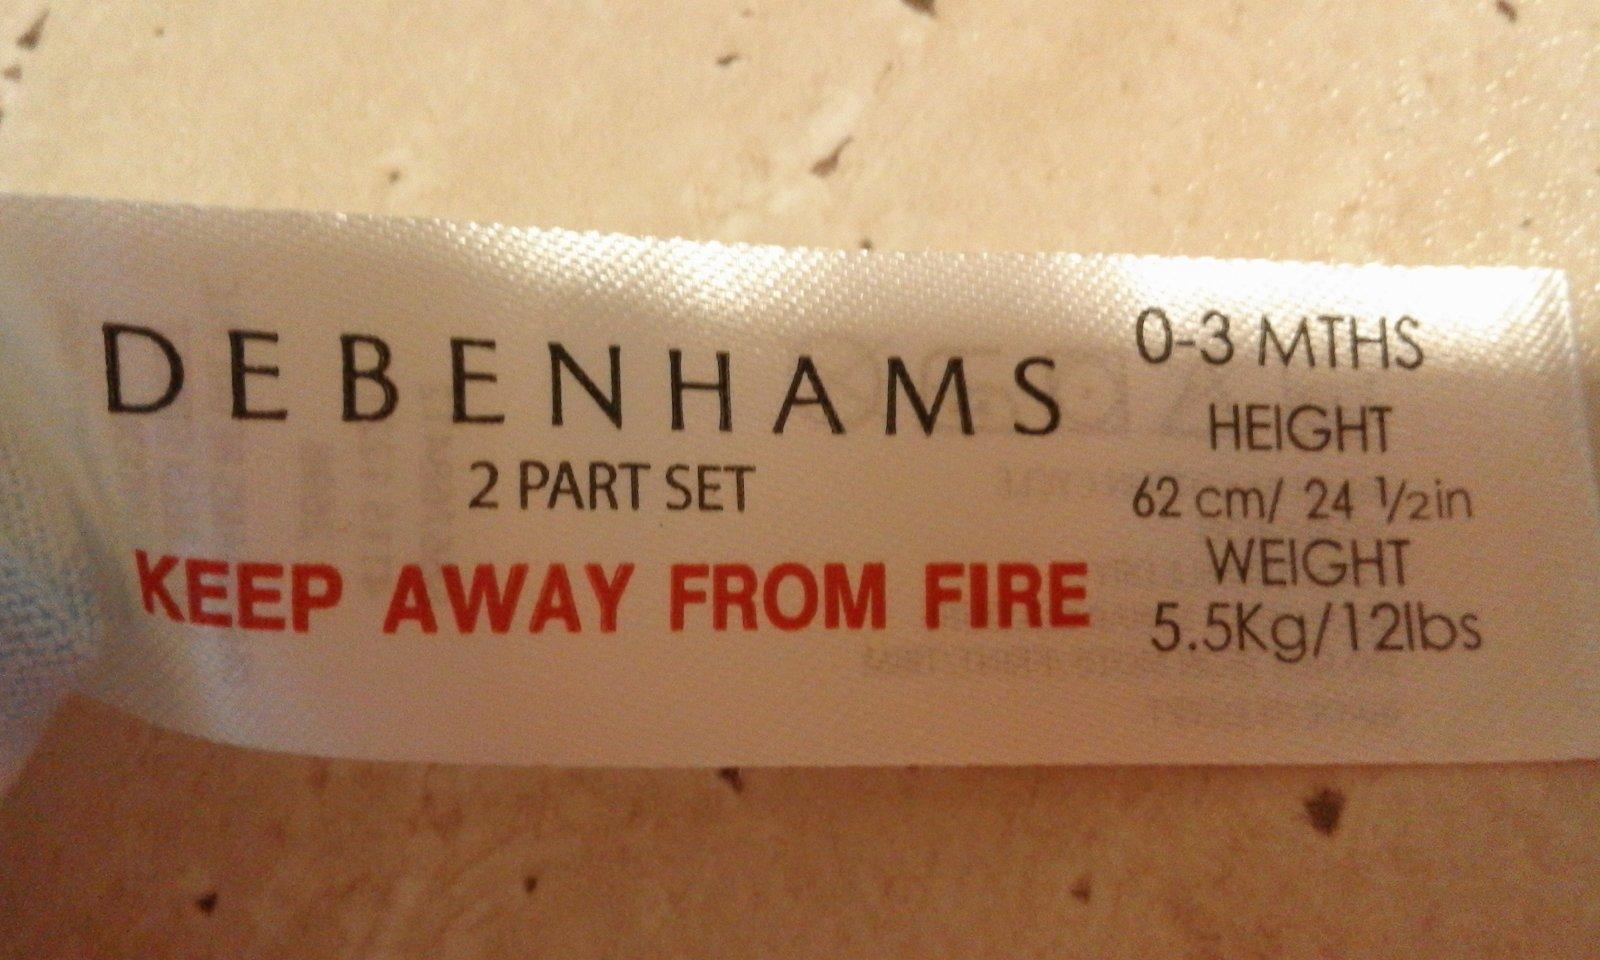 DEBENHAMS
2 PART SET
KEEP AWAY FROM FIRE
0-3 MTHS
HEIGHT
62 cm/ 24 1/2in
WEIGHT
5.5Kg/12lbs